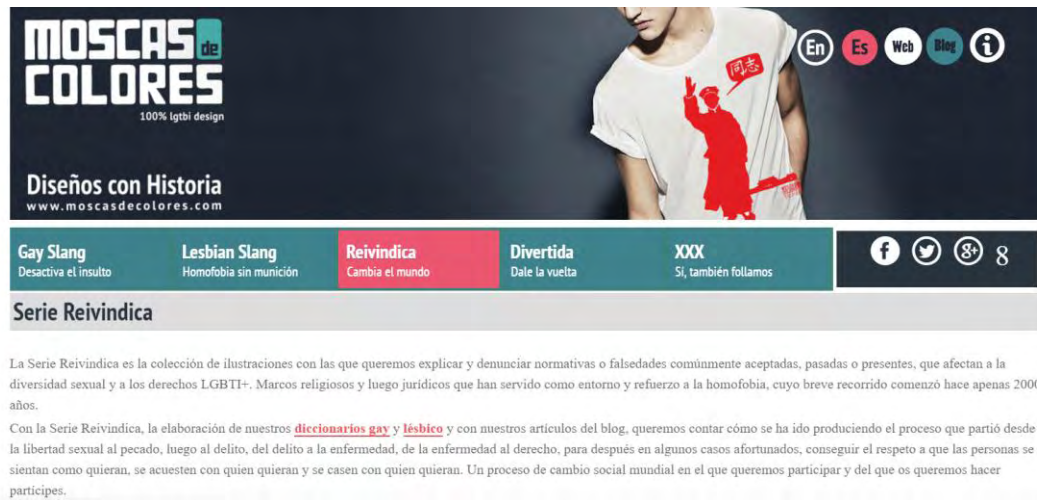 MOSCAS de
COLORES
100% lgtbi design
Diseños con Historia
www.moscasdecolores.com
同志
En Es Web Blog i
Gay Slang
Desactiva el insulto
Lesbian Slang
Homofobia sin munición
Reivindica
Cambia el mundo
Divertida
Dale la vuelta
XXX
Sí, también follamos
f 8+ 8
Serie Reivindica
La Serie Reivindica es la colección de ilustraciones con las que queremos explicar y denunciar normativas o falsedades comúnmente aceptadas, pasadas o presentes, que afectan a la
diversidad sexual y a los derechos LGBTI+. Marcos religiosos y luego jurídicos que han servido como entorno y refuerzo a la homofobia, cuyo breve recorrido comenzó hace apenas 2000
años.
Con la Serie Reivindica, la elaboración de nuestros diccionarios gay y lésbico y con nuestros artículos del blog, queremos contar cómo se ha ido produciendo el proceso que partió desde
la libertad sexual al pecado, luego al delito, del delito a la enfermedad, de la enfermedad al derecho, para después en algunos casos afortunados, conseguir el respeto a que las personas se
sientan como quieran, se acuesten con quien quieran y se casen con quien quieran. Un proceso de cambio social mundial en el que queremos participar y del que os queremos hacer
partícipes.